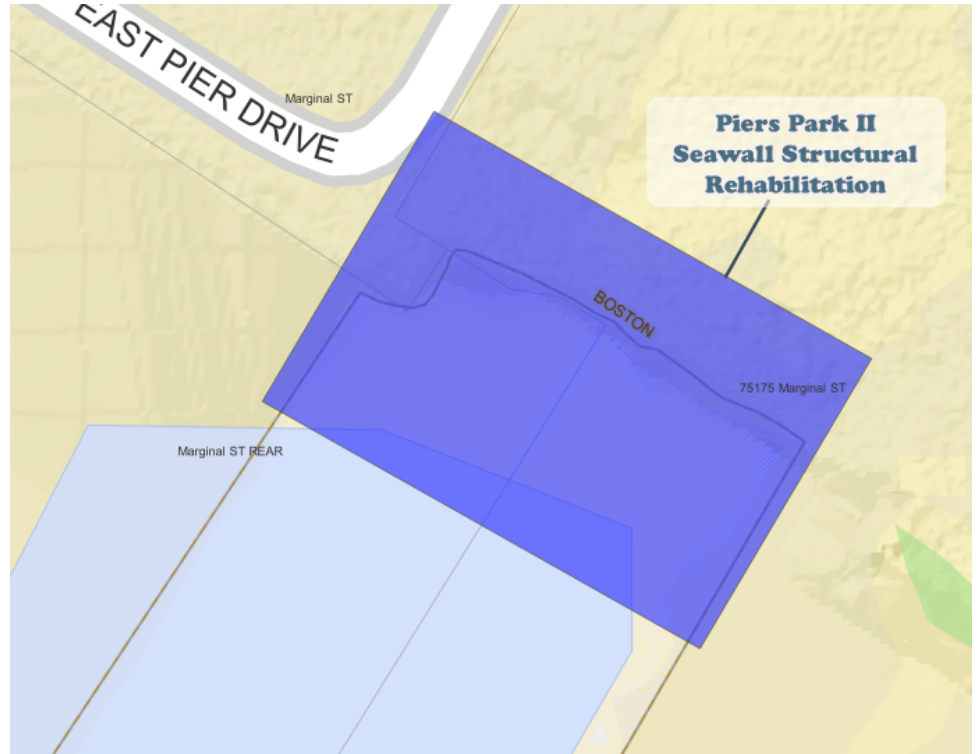 EAST PIER DRIVE
Marginal ST
Piers Park II
Seawall Structural
Rehabilitation
BOSTON
75175 Marginal ST
Marginal ST REAR